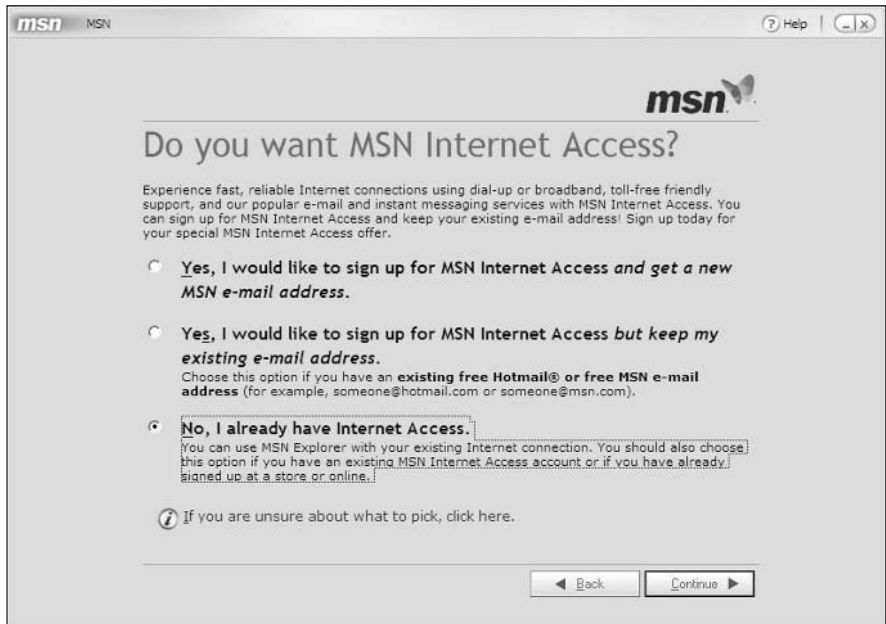 msn MSN Help
msn
Do you want MSN Internet Access?
Experience fast, reliable Internet connections using dial-up or broadband, toll-free friendly
support, and our popular e-mail and instant messaging services with MSN Internet Access. You
can sign up for MSN Internet Access and keep your existing e-mail address! Sign up today for
your special MSN Internet Access offer.
Yes, I would like to sign up for MSN Internet Access and get a new
MSN e-mail address.
Yes, I would like to sign up for MSN Internet Access but keep my
existing e-mail address.
Choose this option if you have an existing free Hotmail® or free MSN e-mail
address (for example, someone@hotmail.com or someone@msn.com).
No, I already have Internet Access.
You can use MSN Explorer with your existing Internet connection. You should also choose
this option if you have an existing MSN Internet Access account or if you have already
signed up at a store or online.
If you are unsure about what to pick, click here.
Back Continue